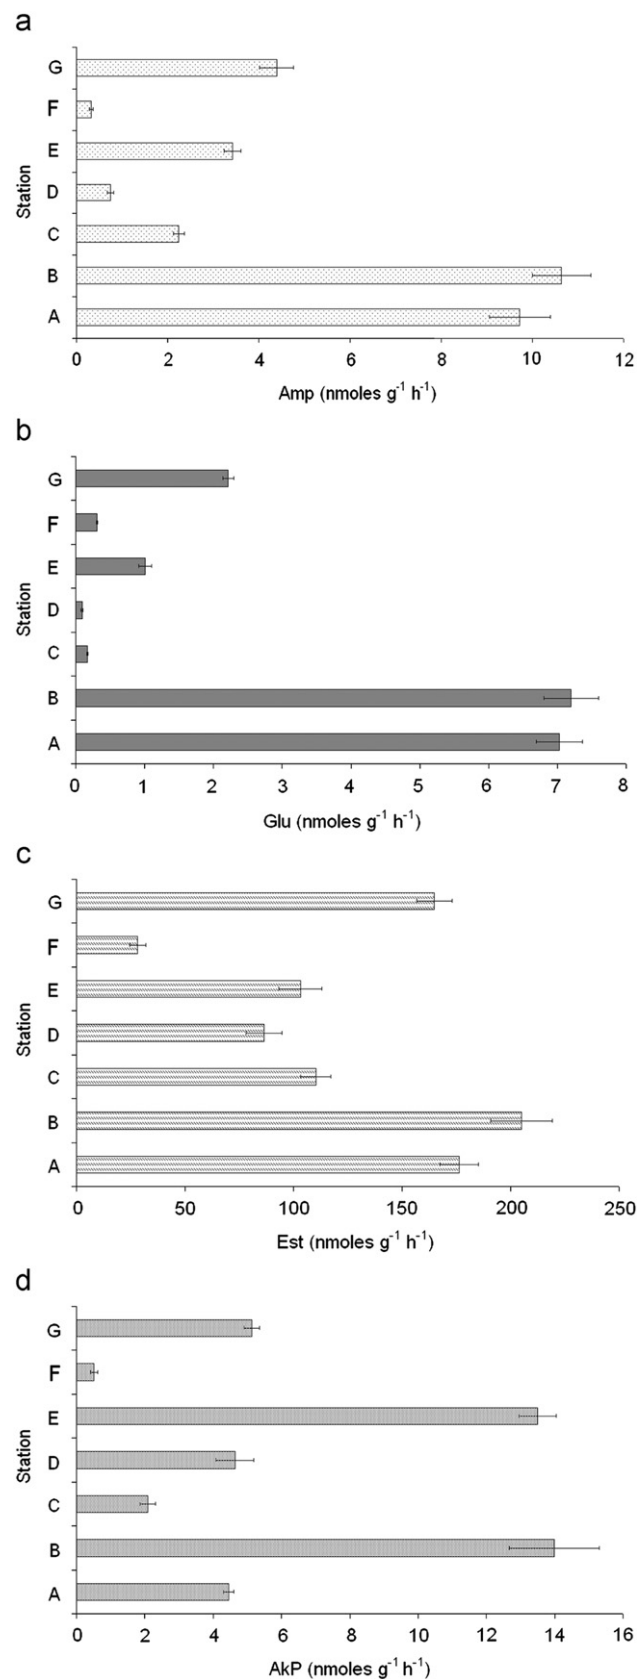 a
G
F
E
D
C
B
A
Station
0 2 4 6 8 10 12
Amp (nmoles g⁻¹ h⁻¹)
b
G
F
E
D
C
B
A
Station
0 1 2 3 4 5 6 7 8
Glu (nmoles g⁻¹ h⁻¹)
c
G
F
E
D
C
B
A
Station
0 50 100 150 200 250
Est (nmoles g⁻¹ h⁻¹)
d
G
F
E
D
C
B
A
Station
0 2 4 6 8 10 12 14 16
AkP (nmoles g⁻¹ h⁻¹)